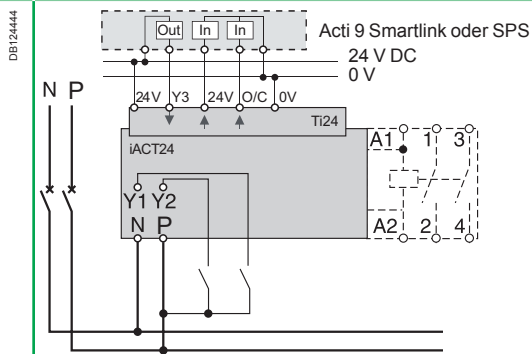 DB124444
Out In In
Acti 9 Smartlink oder SPS
24 V DC
0 V
N P
24V Y3 24V O/C 0V
Ti24
iACT24
A1 1 3
Y1 Y2
N P
A2 2 4